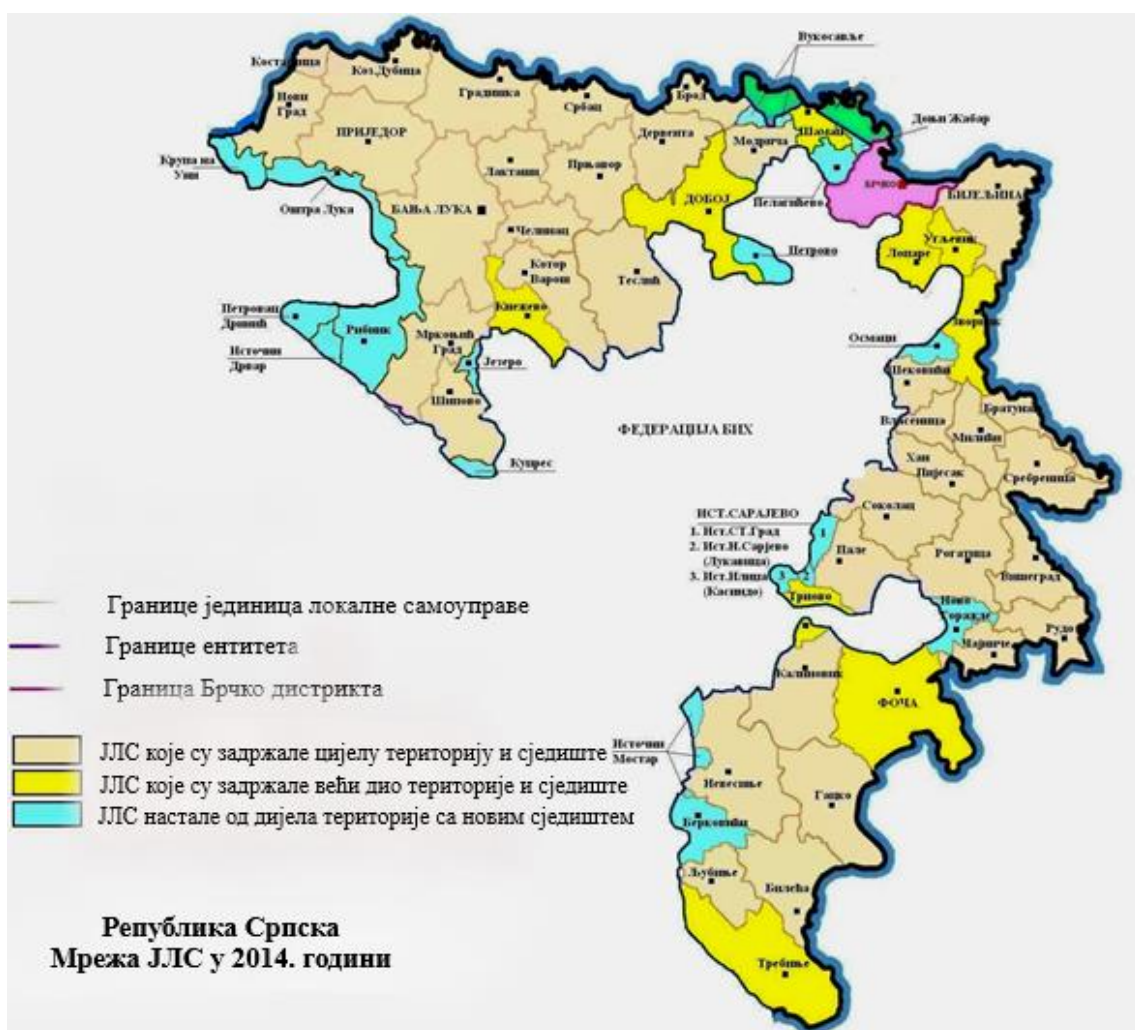 Вукосавље
Костајница
Коз.Дубица
Градишка
Србац
Брод
Нови
Град
ПРИЈЕДОР
Дервента
Модрича
Шамац
Доњи Жабар
Крупа на
Уни
Оштра Лука
Лакташи
Прњавор
БАЊА ЛУКА
ДОБОЈ
Пелагићево
БРЧКО
БИЈЕЉИНА
Челинац
Угљевик
Лопаре
Петрово
Котор
Варош
Теслић
Кнежево
Петровац
Дринић
Рибник
Мркоњић
Град
Источни
Дрвар
Језеро
Шипово
Зворник
Осмаци
Шековићи
Купрес
ФЕДЕРАЦИЈА БИХ
Власеница
Братунац
Милићи
Хан
Пијесак
Сребреница
Соколац
ИСТ.САРАЈЕВО
1. Ист.СТ.Град
2. Ист.Н.Сарјево
(Лукавица)
3. Ист.Илиџа
(Касиндо)
1
2
3
Пале
Рогатица
Вишеград
Трново
Ново
Горажде
Рудо
Чајниче
Калиновик
ФОЧА
Источни
Мостар
Невесиње
Гацко
Берковићи
Љубиње
Билећа
Требиње
Границе јединица локалне самоуправе
Границе ентитета
Граница Брчко дистрикта
ЈЛС које су задржале цијелу територију и сједиште
ЈЛС које су задржале већи дио територије и сједиште
ЈЛС настале од дијела територије са новим сједиштем
Република Српска
Мрежа ЈЛС у 2014. години